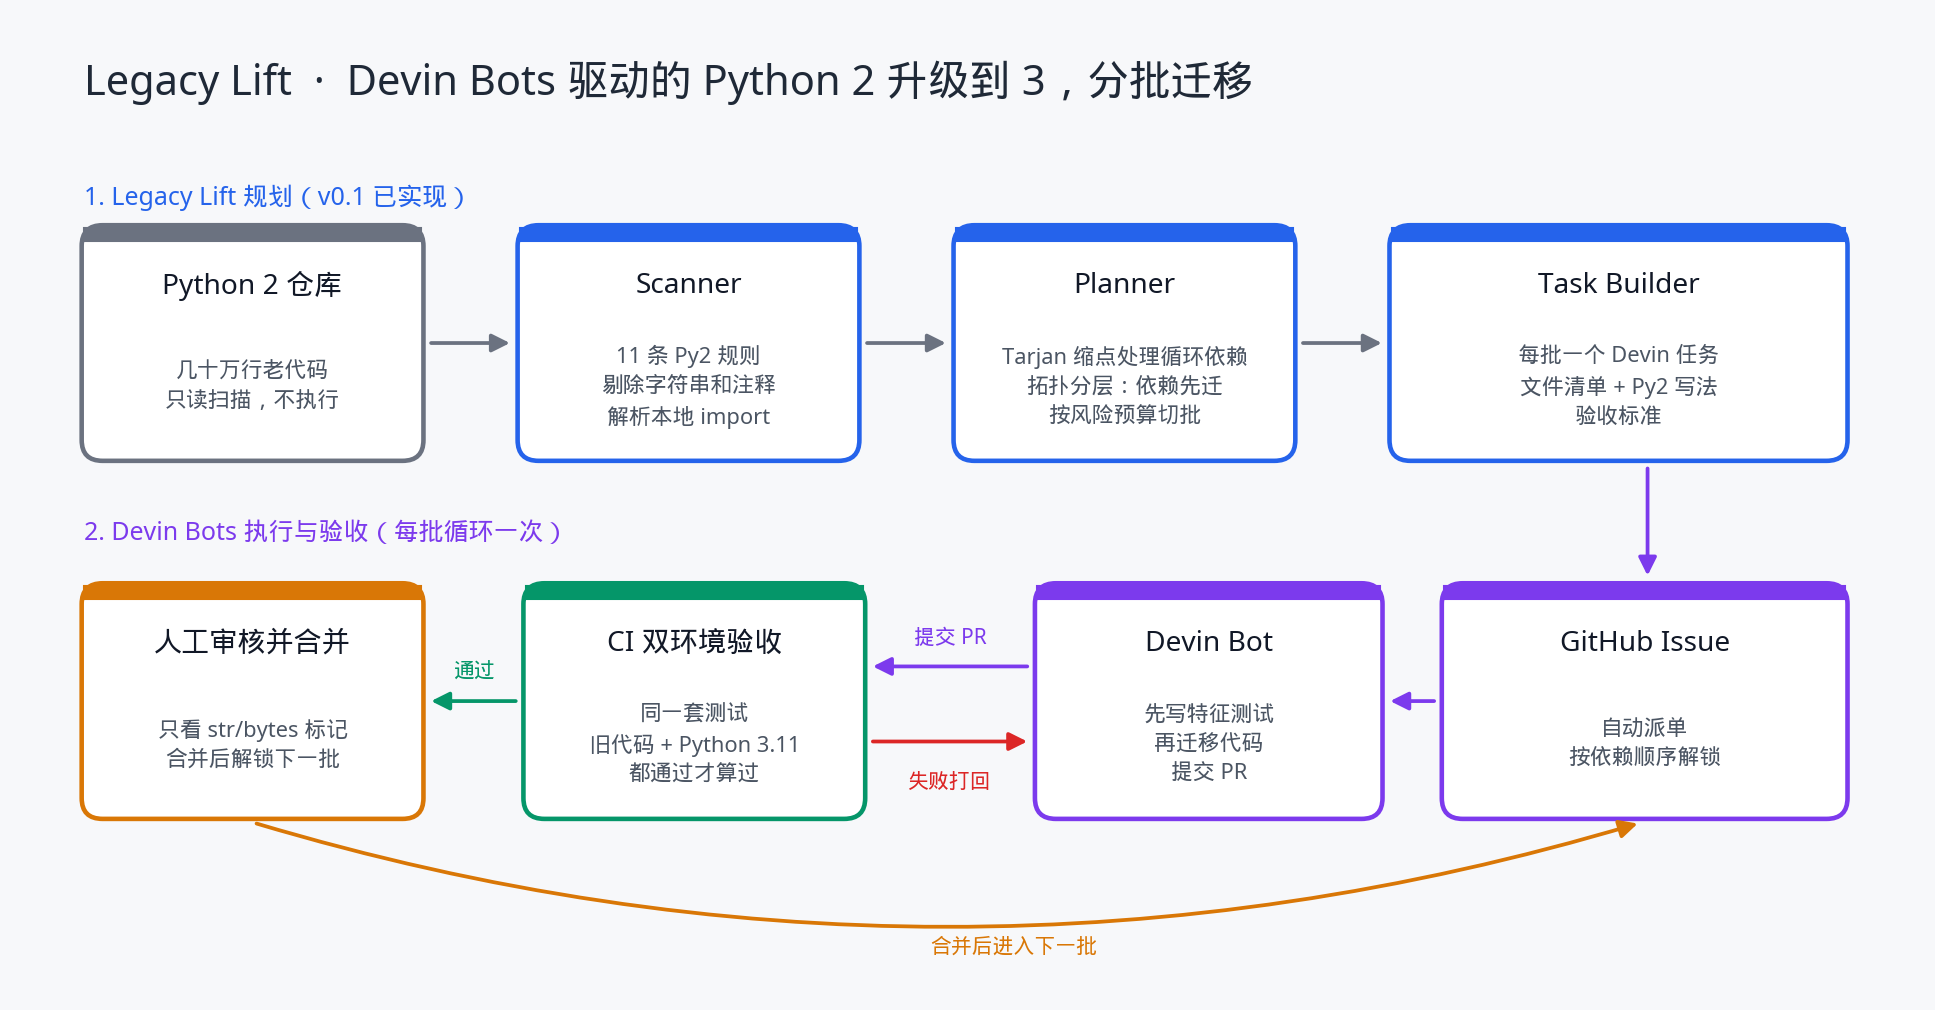 Legacy Lift · Devin Bots 驱动的 Python 2 升级到 3，分批迁移
1. Legacy Lift 规划（v0.1 已实现）
Python 2 仓库
几十万行老代码
只读扫描，不执行
Scanner
11 条 Py2 规则
剔除字符串和注释
解析本地 import
Planner
Tarjan 缩点处理循环依赖
拓扑分层：依赖先迁
按风险预算切批
Task Builder
每批一个 Devin 任务
文件清单 + Py2 写法
验收标准
2. Devin Bots 执行与验收（每批循环一次）
人工审核并合并
只看 str/bytes 标记
合并后解锁下一批
通过
CI 双环境验收
同一套测试
旧代码 + Python 3.11
都通过才算过
提交 PR
失败打回
Devin Bot
先写特征测试
再迁移代码
提交 PR
GitHub Issue
自动派单
按依赖顺序解锁
合并后进入下一批